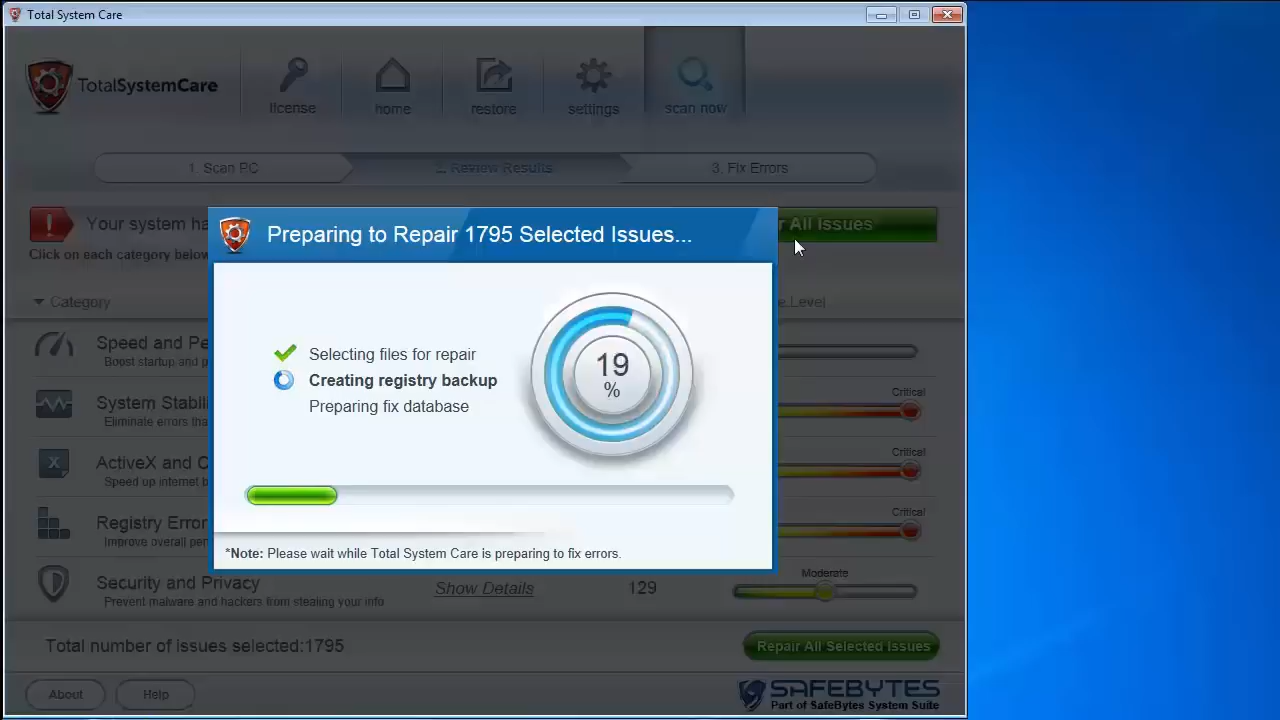 Total System Care
TotalSystemCare
license
home
restore
settings
scan now
1. Scan PC
2. Review Results
3. Fix Errors
Your system ha
All Issues
Click on each category below
Preparing to Repair 1795 Selected Issues...
Category
Level
Selecting files for repair
Creating registry backup
Preparing fix database
19
%
*Note: Please wait while Total System Care is preparing to fix errors.
Speed and Pe
Boost startup and p
System Stabili
Eliminate errors tha
Critical
ActiveX and C
Speed up internet b
Critical
Registry Error
Improve overall per
Critical
Security and Privacy
Prevent malware and hackers from stealing your info
Show Details
129
Moderate
Total number of issues selected:1795
Repair All Selected Issues
About
Help
SAFEBYTES
Part of SafeBytes System Suite